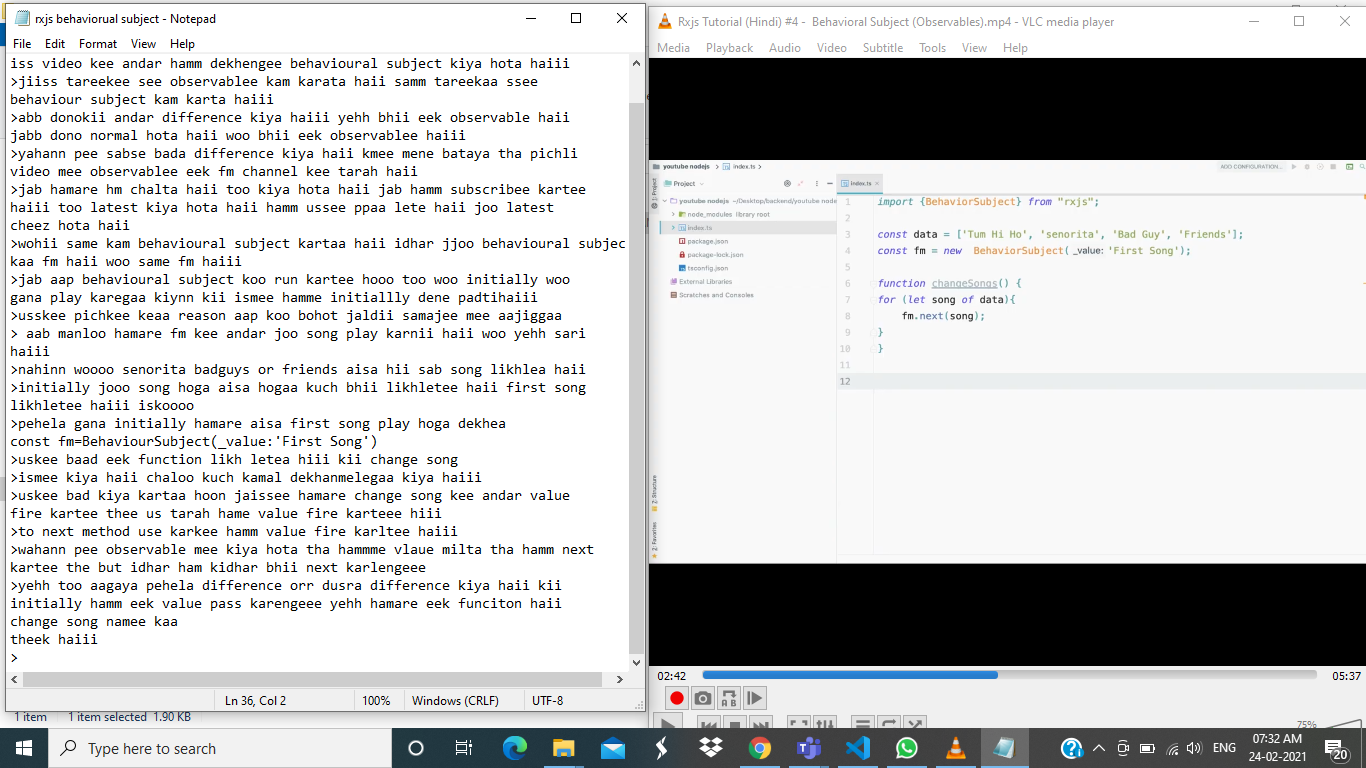 rxjs behaviorural subject - Notepad
File Edit Format View Help
iss video kee andar hamm dekhengee behavioural subject kiya hota haiii
>jiiss tareekee see observablee kam karata haii samm tareekaa ssee
behaviour subject kam karta haiii
>abb donokii andar difference kiya haiii yehh bhii eek observable haii
jabb dono normal hota haii woo bhii eek observablee haiii
>yahann pee sabse bada difference kiya haii kmee mene bataya tha pichli
video mee observablee eek fm channel kee tarah haii
>jab hamare hm chalta haii too kiya hota haii jab hamm subscribee kartee
haiii too latest kiya hota haii hamm ussee ppaa lete haii joo latest
cheez hota haii
>wohii same kam behavioural subject kartaa haii idhar jjoo behavioural subjec
kaa fm haii woo same fm haiii
>jab aap behavioural subject koo run kartee hooo too woo initially woo
gana play karegaa kiynn kii ismee hamme initiallly dene padtihaiii
>usskee pichkee keaa reason aap koo bohot jaldii samajee mee aajiggaa
> aab manloo hamare fm kee andar joo song play karnii haii woo yehh sari
haiii
>nahinn woooo senorita badguys or friends aisa hii sab song likhlea haii
>initially jooo song hoga aisa hogaa kuch bhii likhletee haii first song
likhletee haiii iskoooo
>pehela gana initially hamare aisa first song play hoga dekhea
const fm=BehaviourSubject(_value:'First Song')
>uskee baad eek function likh letea hiii kii change song
>ismee kiya haii chaloo kuch kamal dekhanmelegaa kiya haiii
>uskee bad kiya kartaa hoon jaissee hamare change song kee andar value
fire kartee thee us tarah hame value fire karteee hiii
>to next method use karkee hamm value fire karltee haiii
>wahann pee observable mee kiya hota tha hammme vlaue milta tha hamm next
kartee the but idhar ham kidhar bhii next karlengeee
>yehh too aagaya pehela difference orr dusra difference kiya haii kii
initially hamm eek value pass karengeee yehh hamare eek funciton haii
change song namee kaa
theek haiii
>
Ln 36, Col 2 100% Windows (CRLF) UTF-8
1 item 1 item selected 1.90 KB
Rxjs Tutorial (Hindi) #4 - Behavioral Subject (Observables).mp4 - VLC media player
Media Playback Audio Video Subtitle Tools View Help
youtube nodejs index.ts
ADD CONFIGURATION...
Project
index.ts
youtube nodejs ~/Desktop/backend/youtube node
node_modules library root
index.ts
package.json
package-lock.json
tsconfig.json
External Libraries
Scratches and Consoles
1: Project
Z: Structure
2: Favorites
1 import {BehaviorSubject} from "rxjs";
2
3 const data = ['Tum Hi Ho', 'senorita', 'Bad Guy', 'Friends'];
4 const fm = new BehaviorSubject( _value: 'First Song');
5
6 function changeSongs() {
7 for (let song of data){
8 fm.next(song);
9 }
10 }
11
12
02:42 05:37
75%
Type here to search
ENG
07:32 AM
24-02-2021
20